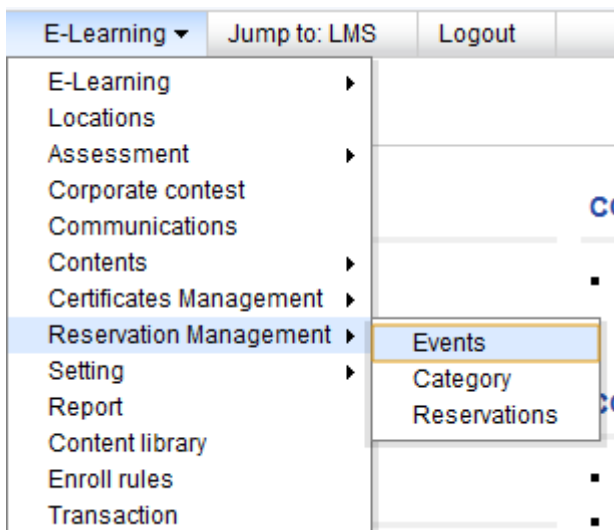 E-Learning Jump to: LMS Logout
E-Learning
Locations
Assessment
Corporate contest
Communications
Contents
Certificates Management
Reservation Management
Events
Category
Reservations
Setting
Report
Content library
Enroll rules
Transaction